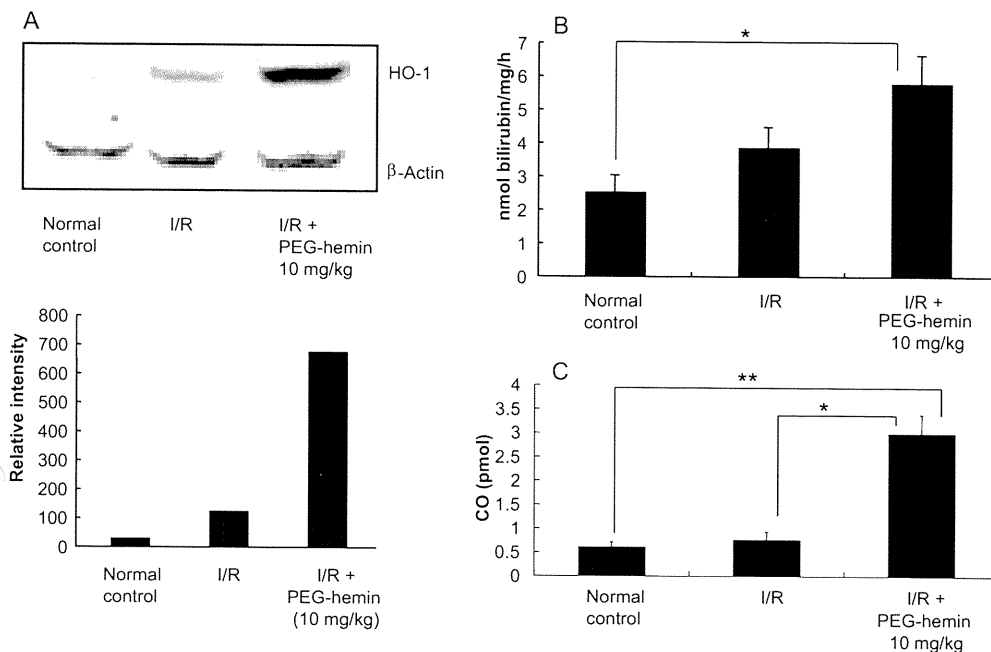 A
HO-1
β-Actin
Normal
control
I/R
I/R +
PEG-hemin
10 mg/kg
Relative intensity
800
700
600
500
400
300
200
100
0
Normal
control
I/R
I/R +
PEG-hemin
(10 mg/kg)
B
nmol bilirubin/mg/h
7
6
5
4
3
2
1
0
*
Normal
control
I/R
I/R +
PEG-hemin
10 mg/kg
C
CO (pmol)
4
3.5
3
2.5
2
1.5
1
0.5
0
**
*
Normal
control
I/R
I/R +
PEG-hemin
10 mg/kg